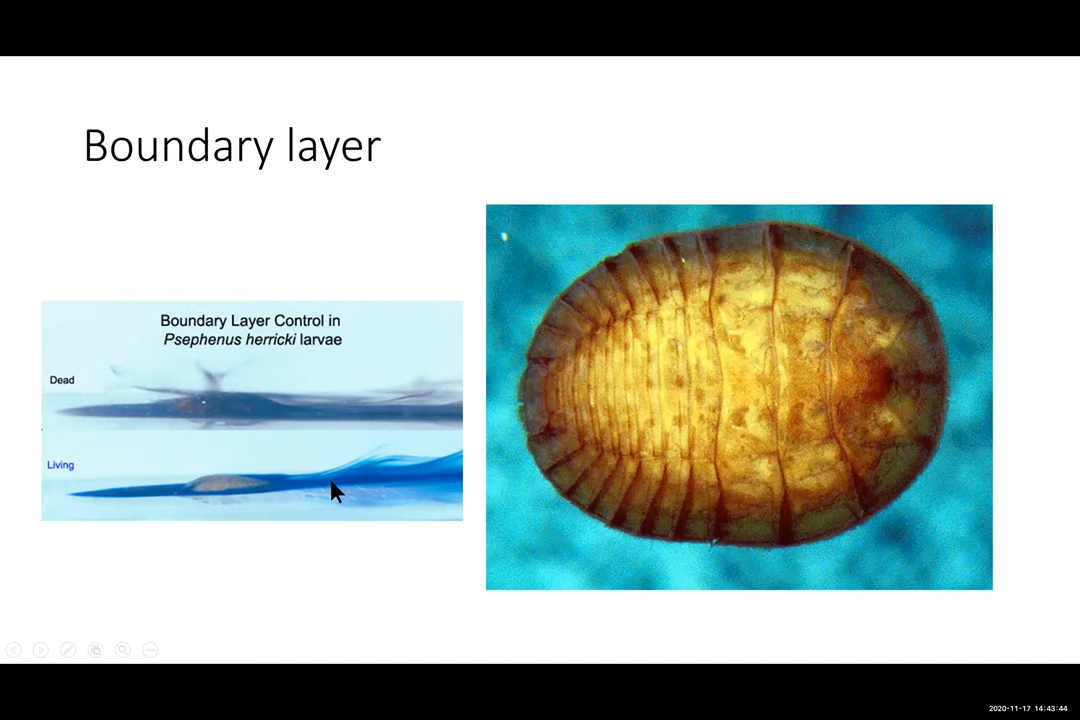 Boundary layer
Boundary Layer Control in
Psephenus herricki larvae
Dead
Living
2020-11-17 14:43:44